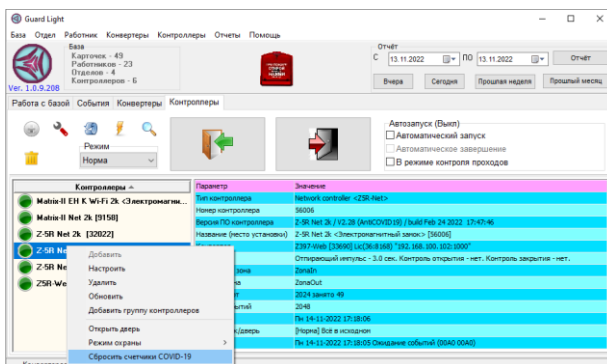 Guard Light
База Отдел Работник Конвертеры Контроллеры Отчеты Помощь
База
Карточек - 49
Работников - 23
Отделов - 4
Контроллеров - 6
Ver. 1.0.9.208
Отчёт
С 13.11.2022 ПО 13.11.2022 Отчёт
Вчера Сегодня Прошлая неделя Прошлый месяц
Работа с базой События Конвертеры Контроллеры
Режим
Норма
Автозапуск (Выкл)
Автоматический запуск
Автоматическое завершение
В режиме контроля проходов
Контроллеры
Matrix-II EH K Wi-Fi 2k <Электромагни...
Matrix-II Net 2k [9158]
Z-5R Net 2k [32022]
Z-5R Ne
Z-5R Ne
Z5R-We
Параметр Значение
Тип контроллера Network controller <Z5R-Net>
Номер контроллера 56006
Версия ПО контроллера Z-5R Net 2k / V2.28 (AntiCOVID19) / build Feb 24 2022 17:47:46
Название (место установки) Z-5R Net 2k <Электромагнитный замок> [56006]
Z397-Web [33690] Lic(36:8168) "192.168.100.102:1000"
Отпирающий импульс - 3.0 сек. Контроль открытия - нет. Контроль закрытия - нет.
зона ZonaIn
на ZonaOut
2024 занято 49
ытий 2048
Пн 14-11-2022 17:18:06
к/дверь [Норма] Всё в исходном
Пн 14-11-2022 17:18:05 Ожидание событий (00A0 00A0)
Добавить
Настроить
Удалить
Обновить
Добавить группу контроллеров
Открыть дверь
Режим охраны
Сбросить счетчики COVID-19